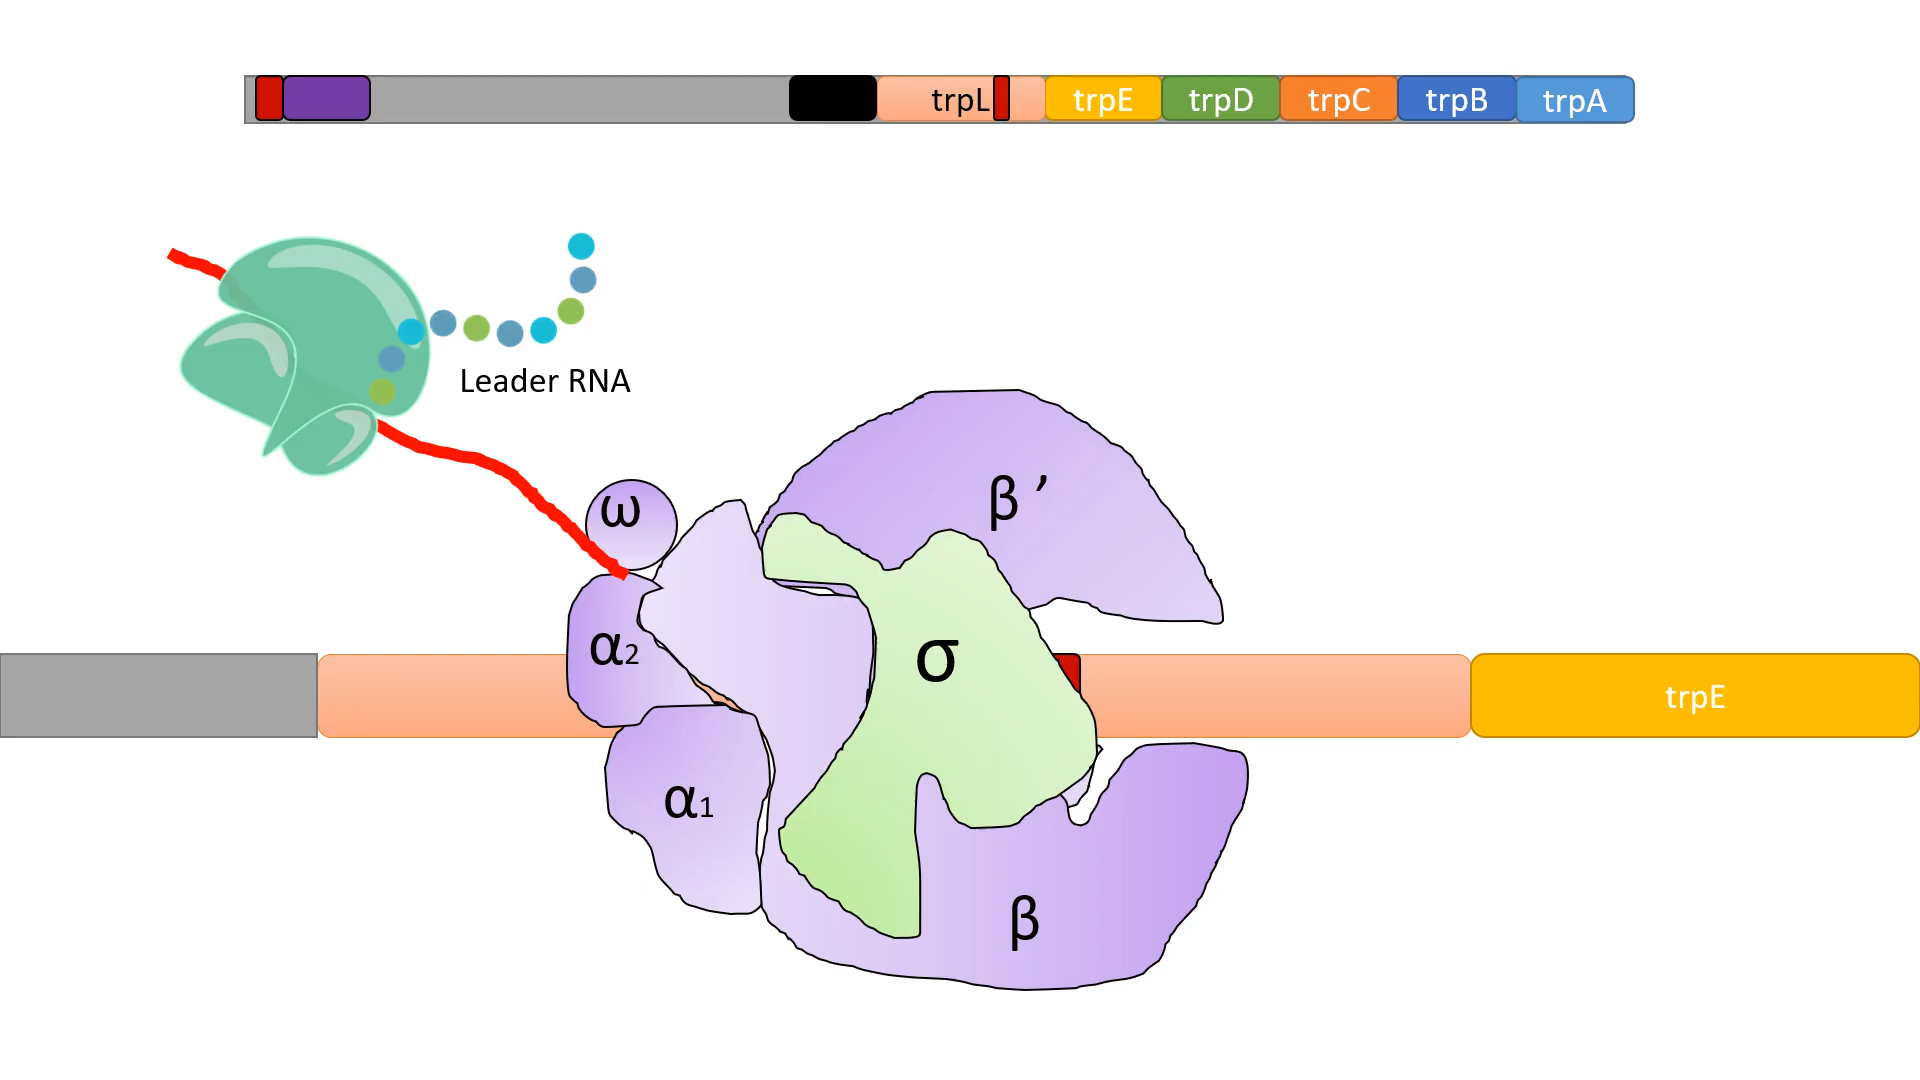 trpL trpE trpD trpC trpB trpA
Leader RNA
β’
ω
α2
σ
trpE
α1
β